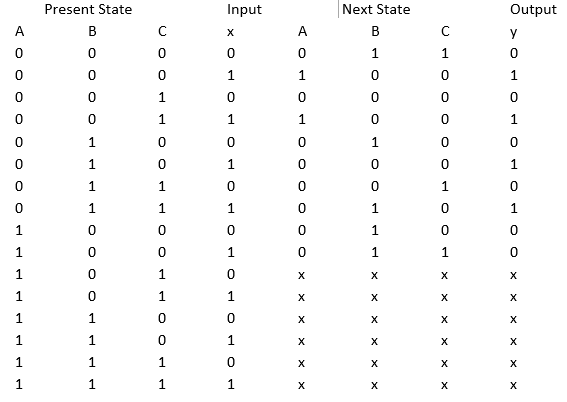 Present State Input Next State Output
A B C x A B C y
0 0 0 0 0 1 1 0
0 0 0 1 1 0 0 1
0 0 1 0 0 0 0 0
0 0 1 1 1 0 0 1
0 1 0 0 0 1 0 0
0 1 0 1 0 0 0 1
0 1 1 0 0 0 1 0
0 1 1 1 0 1 0 1
1 0 0 0 0 1 0 0
1 0 0 1 0 1 1 0
1 0 1 0 x x x x
1 0 1 1 x x x x
1 1 0 0 x x x x
1 1 0 1 x x x x
1 1 1 0 x x x x
1 1 1 1 x x x x